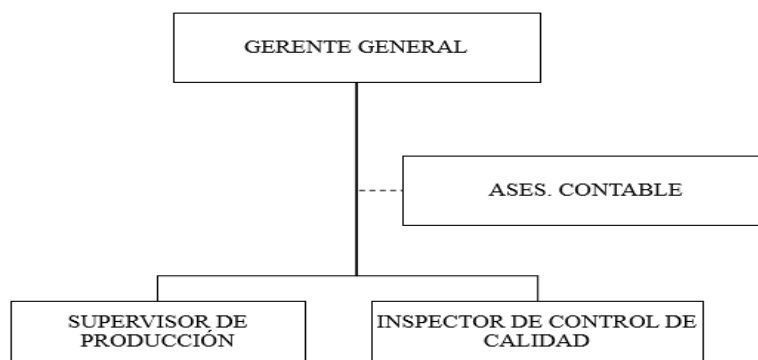 GERENTE GENERAL
ASES. CONTABLE
SUPERVISOR DE
PRODUCCIÓN
INSPECTOR DE CONTROL DE
CALIDAD